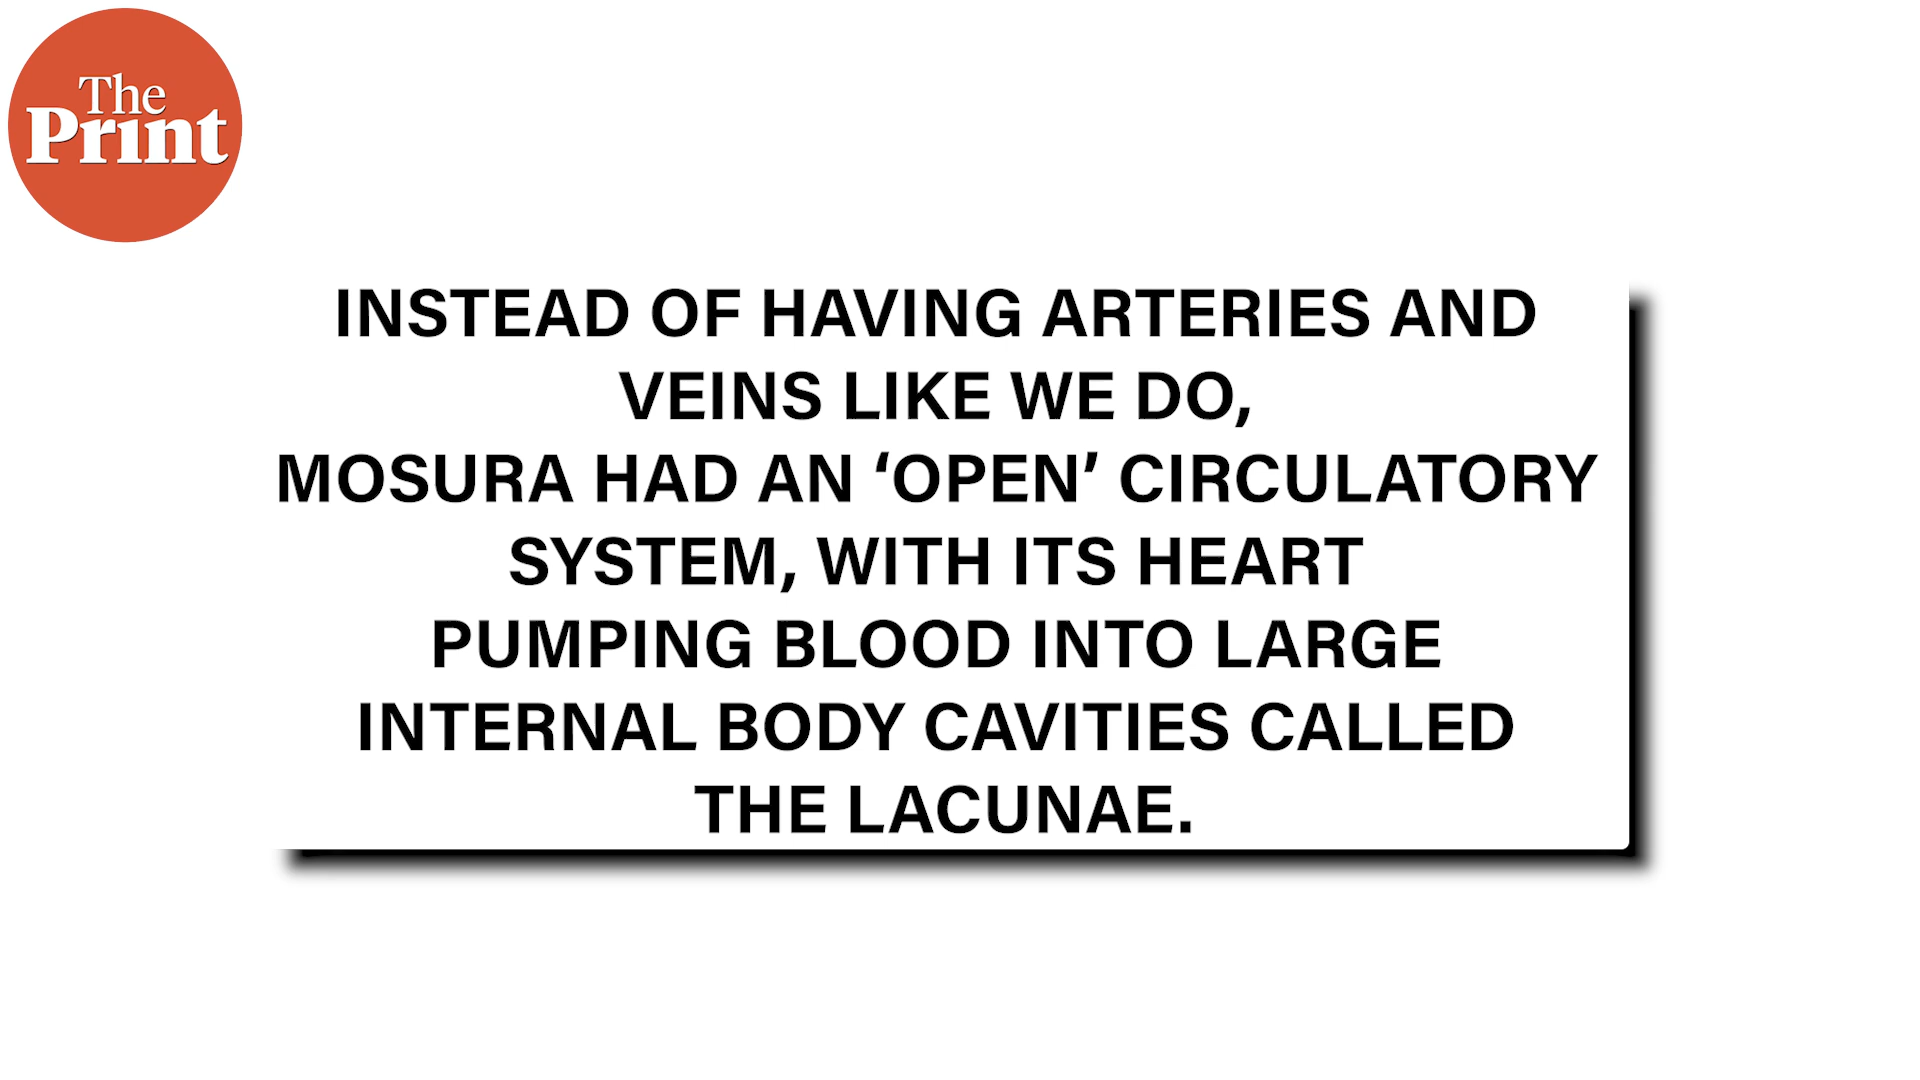 The
Print
INSTEAD OF HAVING ARTERIES AND
VEINS LIKE WE DO,
MOSURA HAD AN ‘OPEN’ CIRCULATORY
SYSTEM, WITH ITS HEART
PUMPING BLOOD INTO LARGE
INTERNAL BODY CAVITIES CALLED
THE LACUNAE.